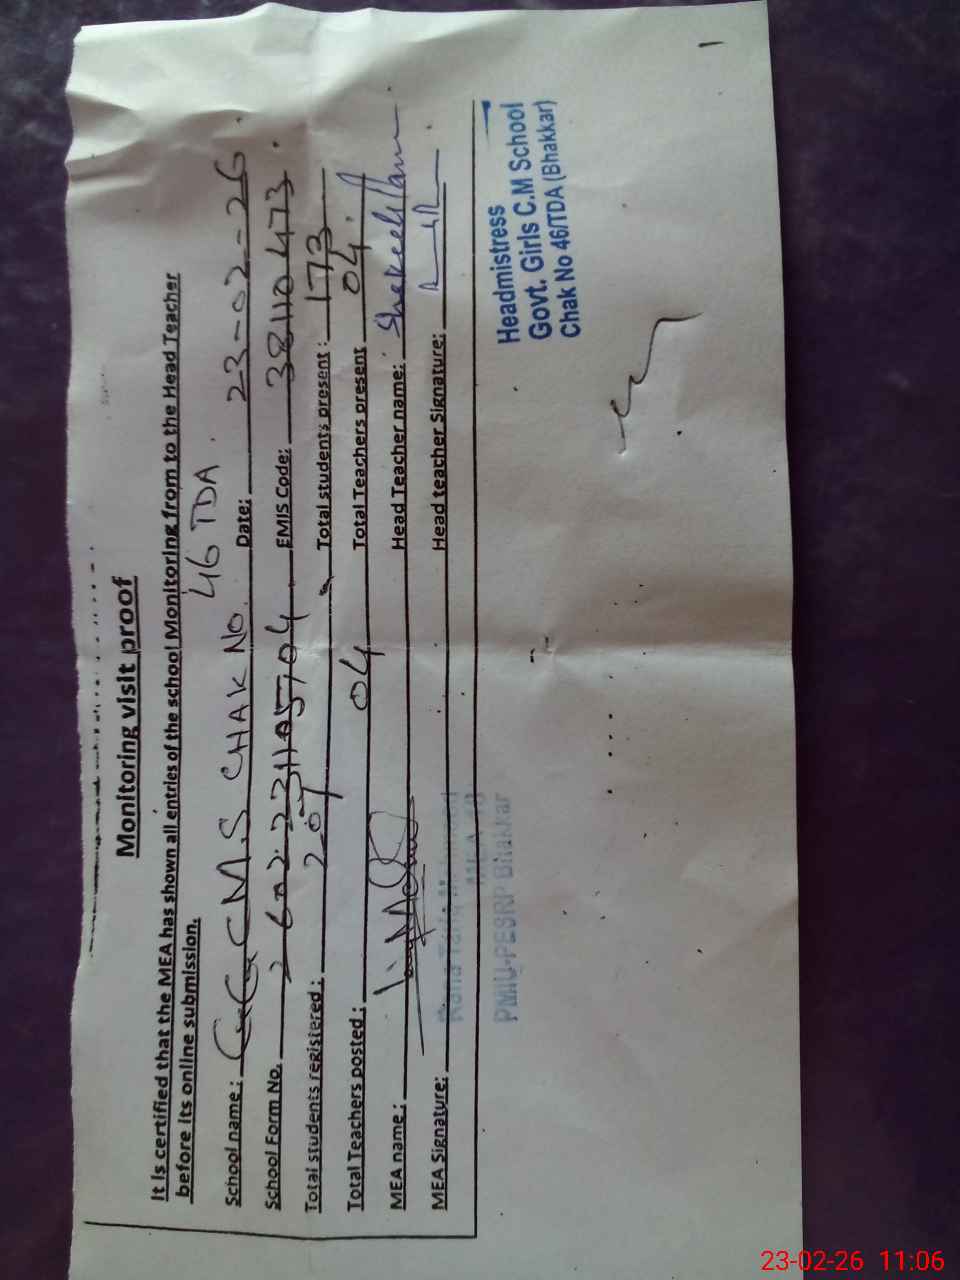 Monitoring visit proof
It is certified that the MEA has shown all entries of the school Monitoring from to the Head Teacher
before its online submission.
School name : GGCM.S CHAK No 46 TDA Date: 23-02-26
School Form No. 2602231105704 EMIS Code: 38110473
Total students registered : 207 Total students present : 173
Total Teachers posted : 04 Total Teachers present 04
MEA name : Head Teacher name:
MEA Signature: Head teacher Signature:
PMIU-PESRP Bhakkar
Headmistress
Govt. Girls C.M School
Chak No 46/TDA (Bhakkar)
23-02-26 11:06